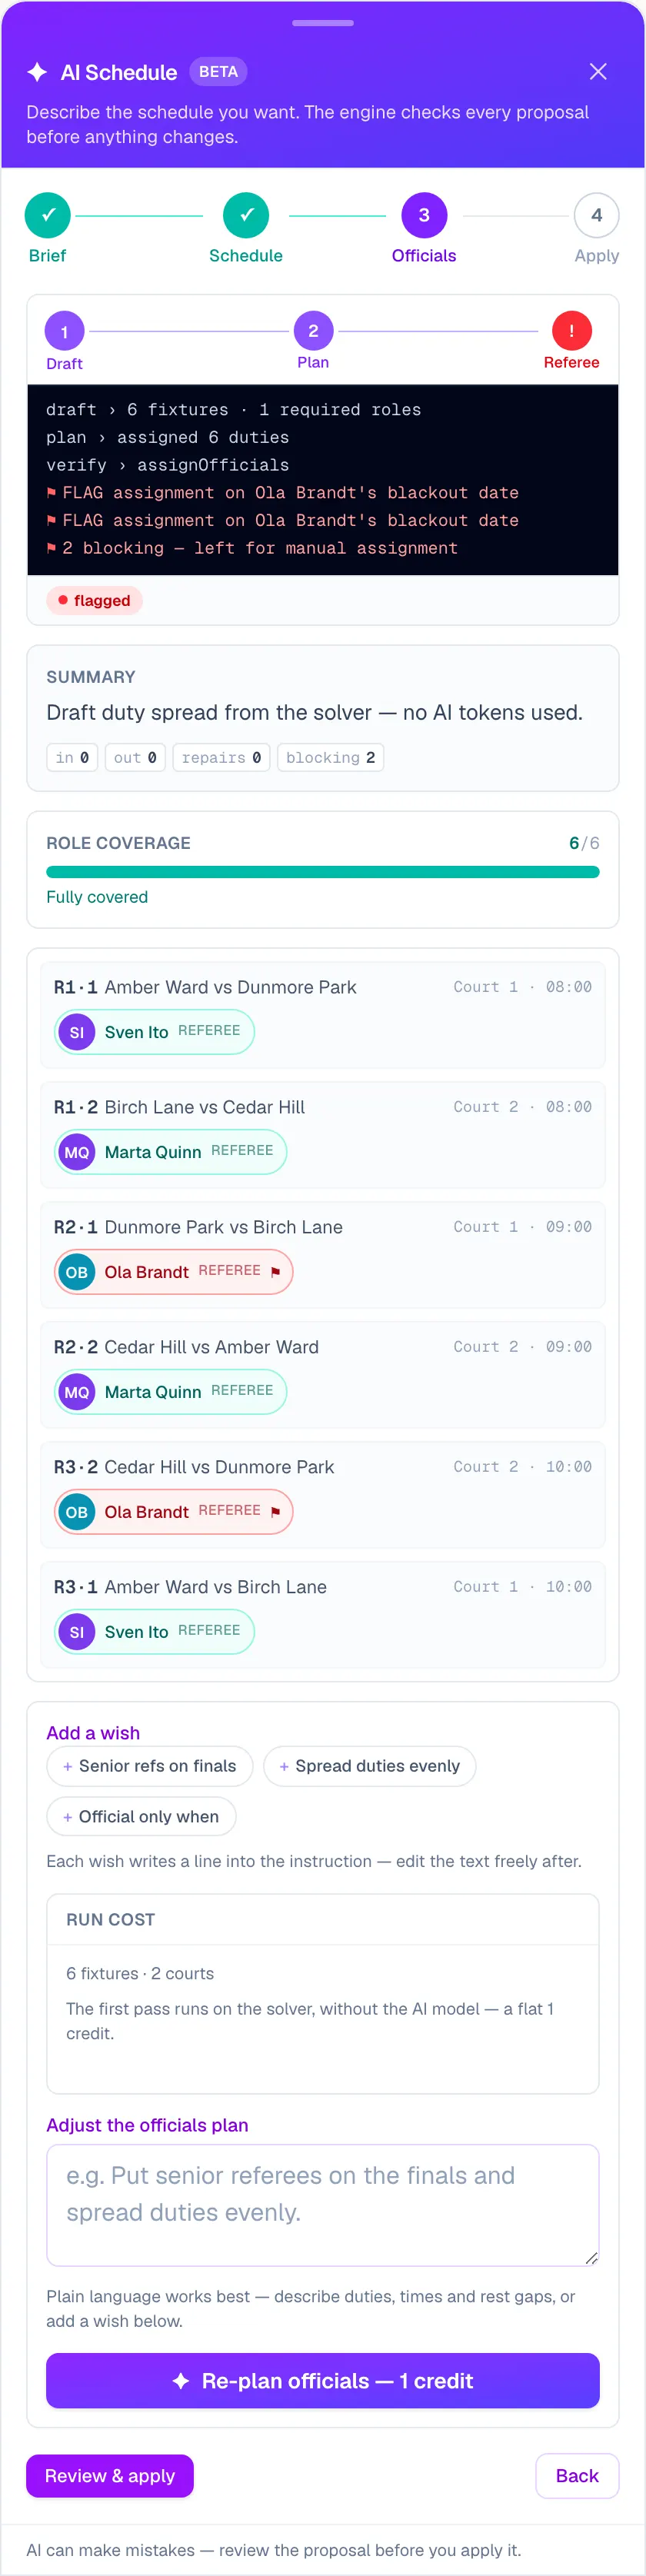 AI Schedule BETA
Describe the schedule you want. The engine checks every proposal
before anything changes.
✓ ✓ 3 4
Brief Schedule Officials Apply
1 2 !
Draft Plan Referee
draft › 6 fixtures · 1 required roles
plan › assigned 6 duties
verify › assignOfficials
⚑ FLAG assignment on Ola Brandt's blackout date
⚑ FLAG assignment on Ola Brandt's blackout date
⚑ 2 blocking — left for manual assignment
flagged
SUMMARY
Draft duty spread from the solver — no AI tokens used.
in 0 out 0 repairs 0 blocking 2
ROLE COVERAGE 6/6
Fully covered
R1·1 Amber Ward vs Dunmore Park Court 1 · 08:00
SI Sven Ito REFEREE
R1·2 Birch Lane vs Cedar Hill Court 2 · 08:00
MQ Marta Quinn REFEREE
R2·1 Dunmore Park vs Birch Lane Court 1 · 09:00
OB Ola Brandt REFEREE ⚑
R2·2 Cedar Hill vs Amber Ward Court 2 · 09:00
MQ Marta Quinn REFEREE
R3·2 Cedar Hill vs Dunmore Park Court 2 · 10:00
OB Ola Brandt REFEREE ⚑
R3·1 Amber Ward vs Birch Lane Court 1 · 10:00
SI Sven Ito REFEREE
Add a wish
+ Senior refs on finals + Spread duties evenly
+ Official only when
Each wish writes a line into the instruction — edit the text freely after.
RUN COST
6 fixtures · 2 courts
The first pass runs on the solver, without the AI model — a flat 1
credit.
Adjust the officials plan
e.g. Put senior referees on the finals and
spread duties evenly.
Plain language works best — describe duties, times and rest gaps, or
add a wish below.
Re-plan officials — 1 credit
Review & apply Back
AI can make mistakes — review the proposal before you apply it.